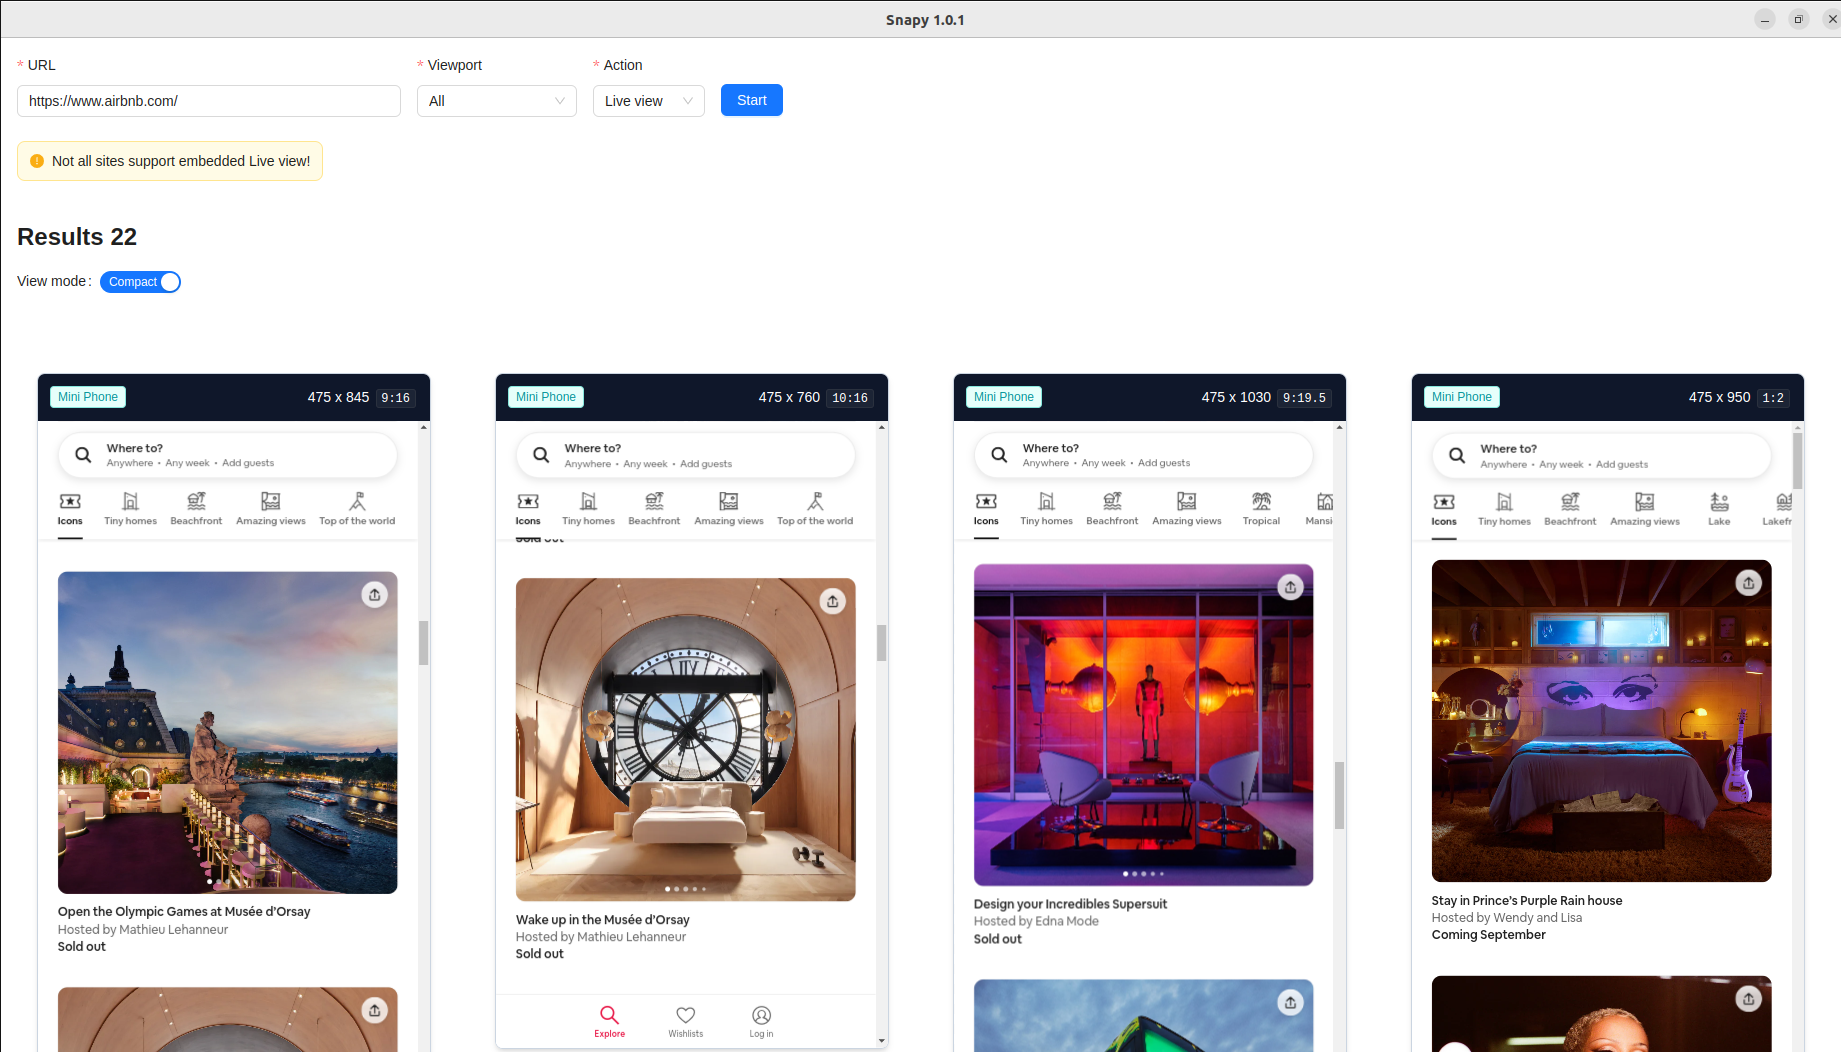 Snapy 1.0.1
* URL
* Viewport
* Action
https://www.airbnb.com/
All
Live view
Start
Not all sites support embedded Live view!
Results 22
View mode:
Compact
Mini Phone
475 x 845
9:16
Where to?
Anywhere • Any week • Add guests
Icons
Tiny homes
Beachfront
Amazing views
Top of the world
Open the Olympic Games at Musée d’Orsay
Hosted by Mathieu Lehanneur
Sold out
Mini Phone
475 x 760
10:16
Where to?
Anywhere • Any week • Add guests
Icons
Tiny homes
Beachfront
Amazing views
Top of the world
Sold out
Wake up in the Musée d’Orsay
Hosted by Mathieu Lehanneur
Sold out
Explore
Wishlists
Log in
Mini Phone
475 x 1030
9:19.5
Where to?
Anywhere • Any week • Add guests
Icons
Tiny homes
Beachfront
Amazing views
Tropical
Mansi
Design your Incredibles Supersuit
Hosted by Edna Mode
Sold out
Mini Phone
475 x 950
1:2
Where to?
Anywhere • Any week • Add guests
Icons
Tiny homes
Beachfront
Amazing views
Lake
Lakefr
Stay in Prince’s Purple Rain house
Hosted by Wendy and Lisa
Coming September